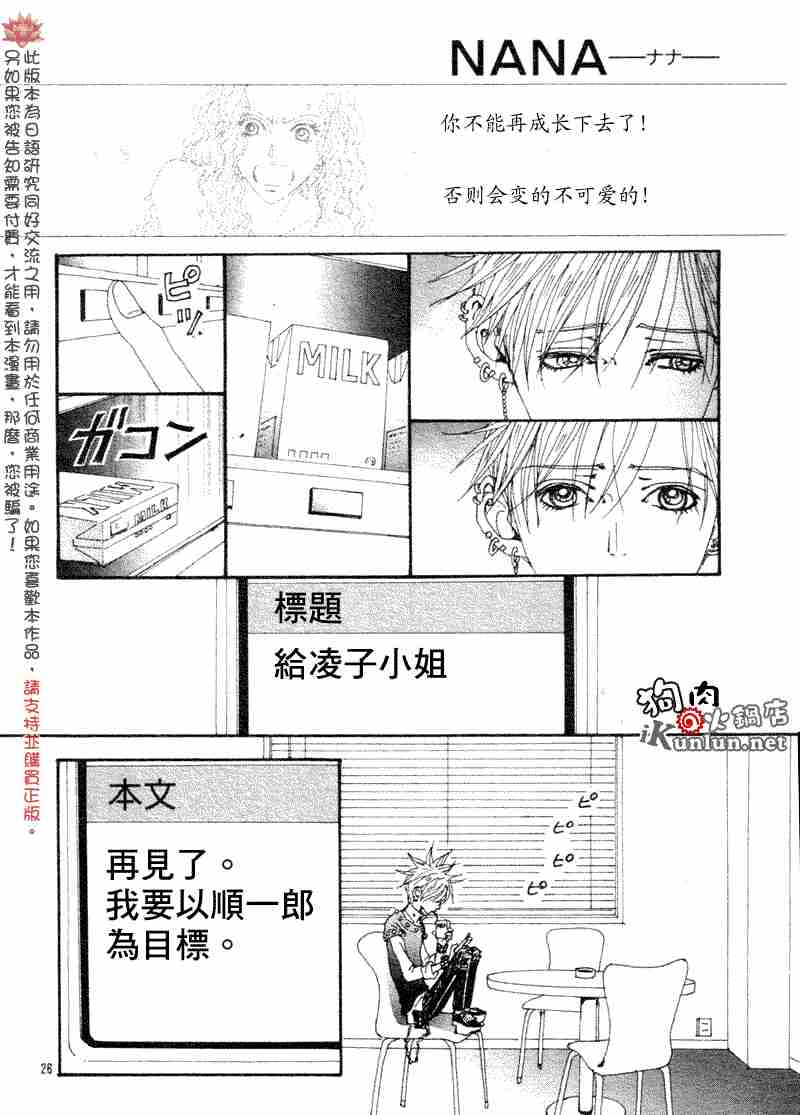 NANA—ナナ—
你不能再成长下去了!
否则会变的不可爱的!
此版本為日語研究同好交流之用，請勿用於任何商業用途。如果您喜歡本作品，請支持並購買正版。
另如果您被告知需要付費，才能看到本漫畫，那麼，您被騙了！
ピッ
MILK
ガコン
MILK
MILK
標題
給凌子小姐
狗肉
火鍋店
iKunlun.net
本文
再見了。
我要以順一郎
為目標。
ピ
ピ
ピ
ピ
26